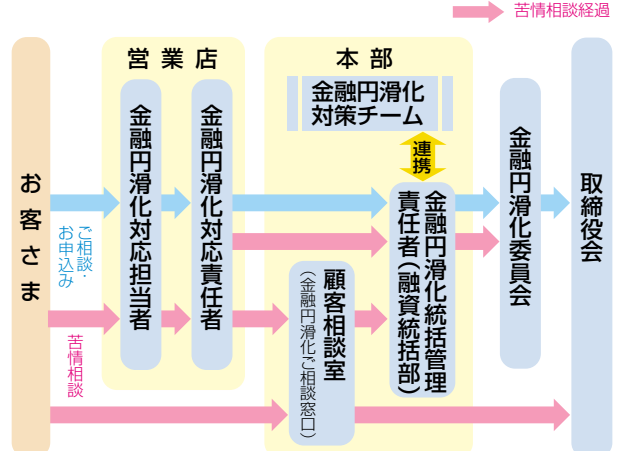 苦情相談経過
営業店
本部
金融円滑化
対策チーム
連携
お客さま
ご相談・
お申込み
苦情相談
金融円滑化対応担当者
金融円滑化対応責任者
顧客相談室
(金融円滑化ご相談窓口)
金融円滑化統括管理
責任者(融資統括部)
金融円滑化委員会
取締役会